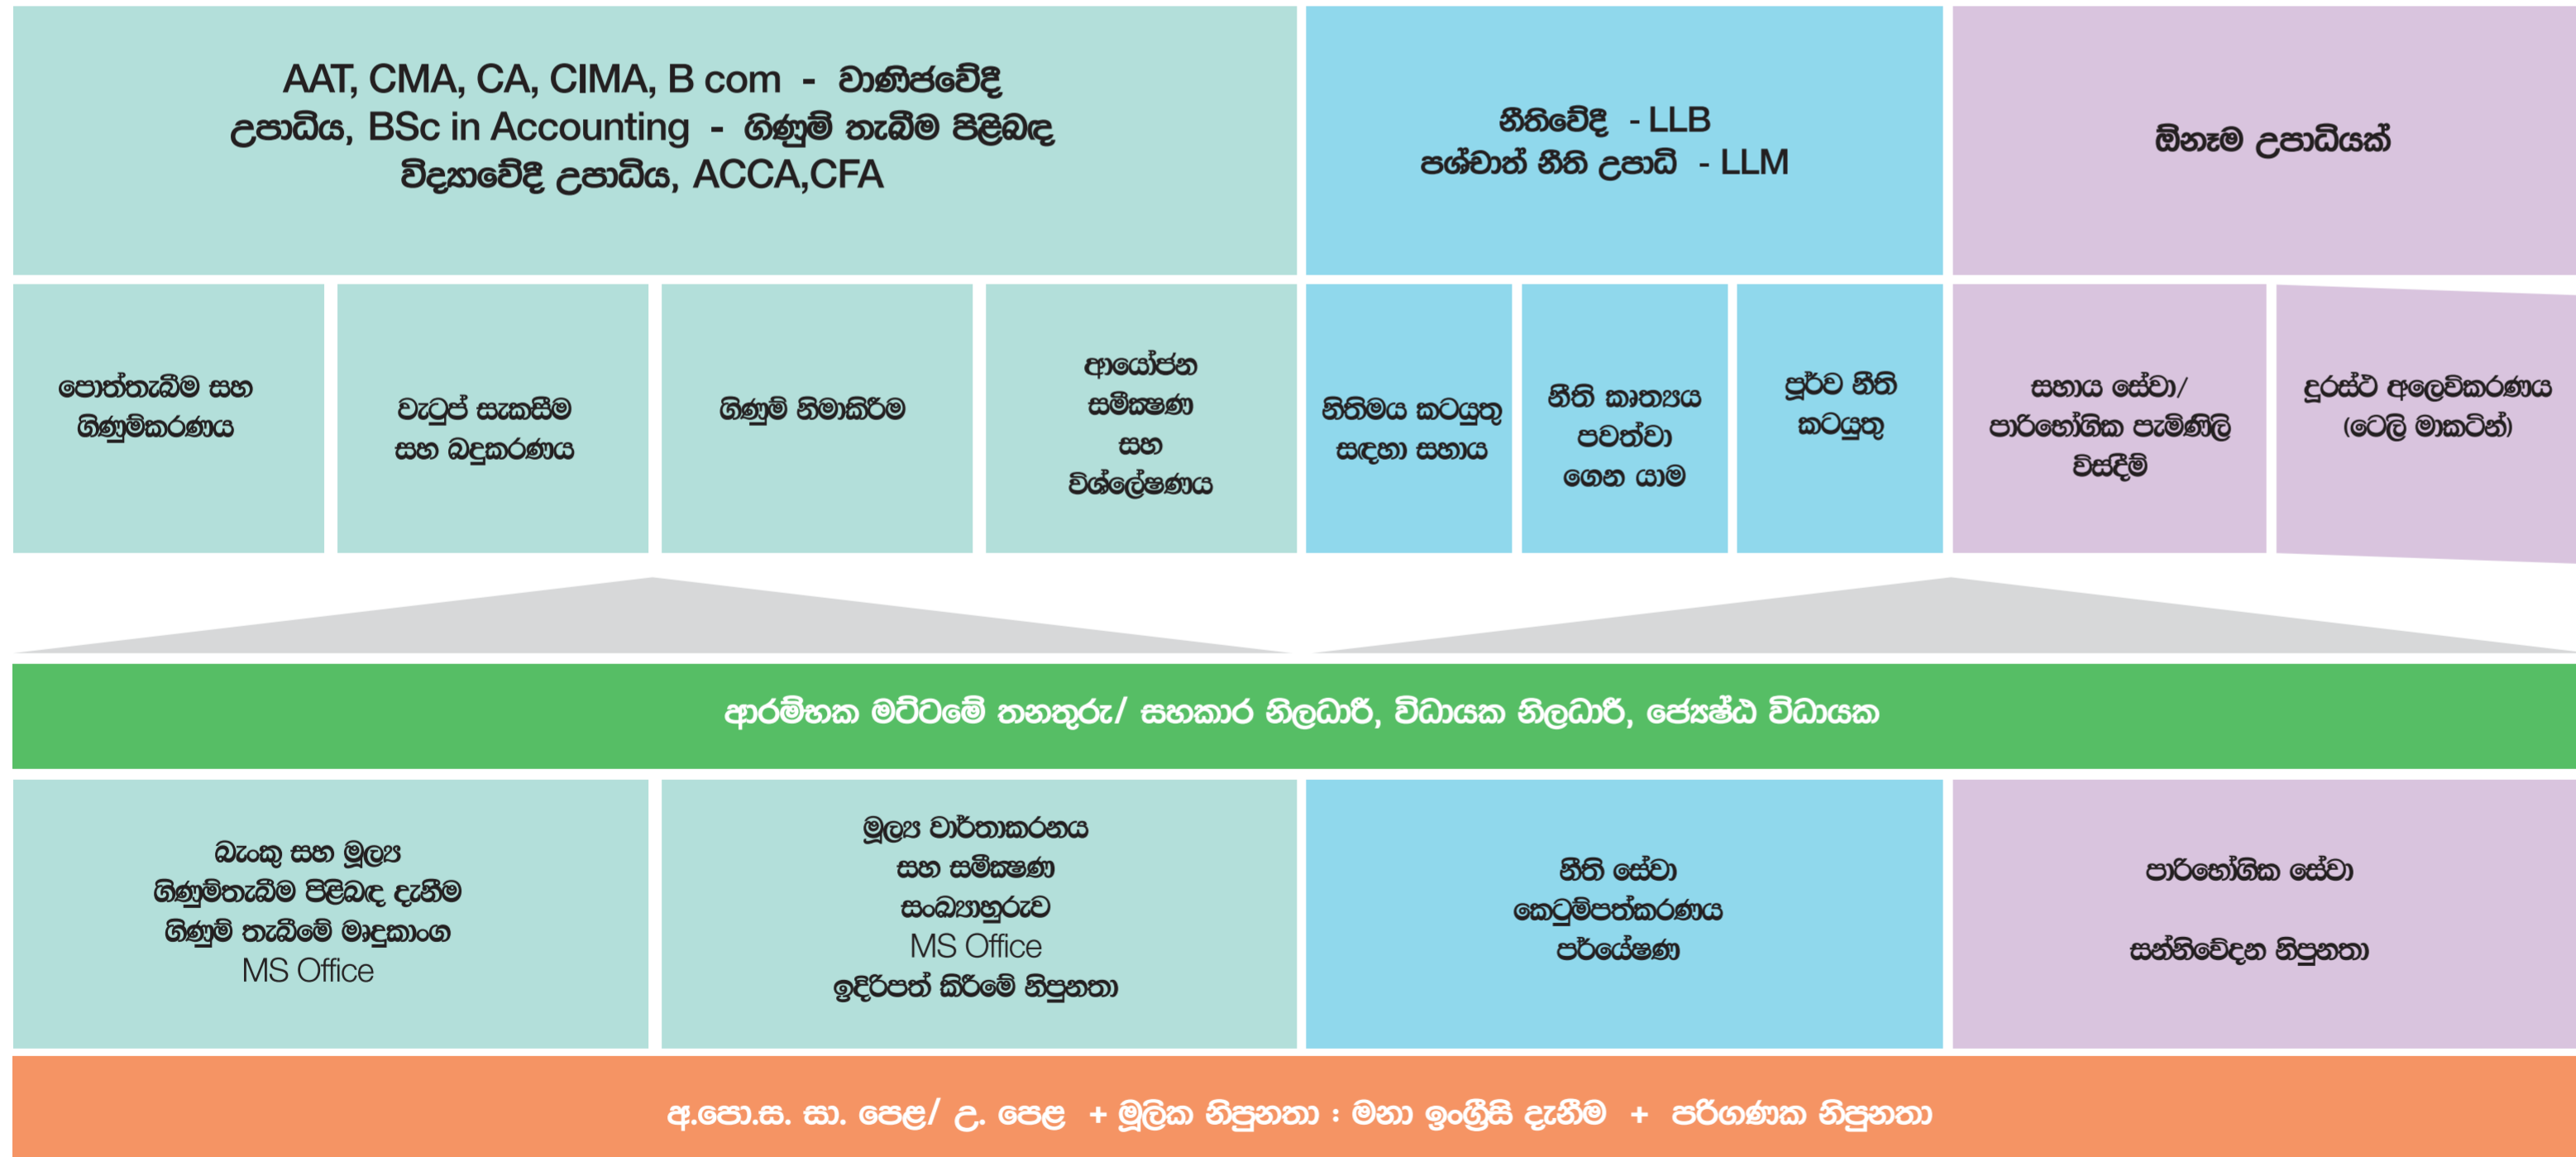 AAT, CMA, CA, CIMA, B com - වාණිජවේදී
උපාධිය, BSc in Accounting - ගිණුම් තැබීම පිළිබඳ
විද්‍යාවේදී උපාධිය, ACCA,CFA
නීතිවේදී - LLB
පශ්චාත් නීති උපාධි - LLM
ඕනෑම උපාධියක්
පොත්තැබීම සහ
ගිණුම්කරණය
වැටුප් සැකසීම
සහ බදුකරණය
ගිණුම් නිමාකිරීම
ආයෝජන
සමීක්‍ෂණ
සහ
විශ්ලේෂණය
නිතිමය කටයුතු
සඳහා සහාය
නීති කෘත්‍යය
පවත්වා
ගෙන යාම
පූර්ව නීති
කටයුතු
සහාය සේවා/
පාරිභෝගික පැමිණිලි
විසදීම්
දූරස්ථ අලෙවිකරණය
(ටෙලි මාකටින්)
ආරම්භක මට්ටමේ තනතුරු/ සහකාර නිලධාරී, විධායක නිලධාරී, ජ්‍යෙෂ්ඨ විධායක
බැංකු සහ මූල්‍ය
ගිණුම්තැබීම පිළිබඳ දැනීම
ගිණුම් තැබීමේ මෘදුකාංග
MS Office
මූල්‍ය වාර්තාකරනය
සහ සමීක්‍ෂණ
සංඛ්‍යාහුරුව
MS Office
ඉදිරිපත් කිරීමේ නිපුනතා
නීති සේවා
කෙටුම්පත්කරණය
පර්යේෂණ
පාරිභෝගික සේවා
සන්නිවේදන නිපුනතා
අ.පො.ස. සා. පෙළ/ උ. පෙළ + මූලික නිපුනතා : මනා ඉංග්‍රීසි දැනීම + පරිගණක නිපුනතා